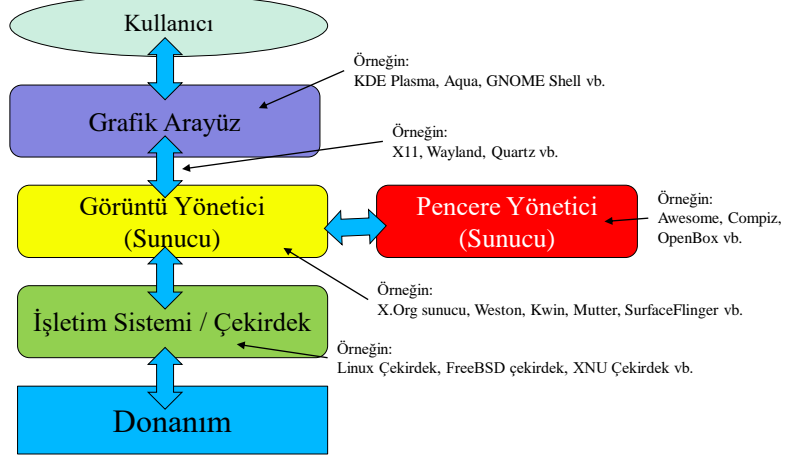 Kullanıcı
Örneğin:
KDE Plasma, Aqua, GNOME Shell vb.
Grafik Arayüz
Örneğin:
X11, Wayland, Quartz vb.
Görüntü Yönetici
(Sunucu)
Pencere Yönetici
(Sunucu)
Örneğin:
Awesome, Compiz,
OpenBox vb.
Örneğin:
X.Org sunucu, Weston, Kwin, Mutter, SurfaceFlinger vb.
İşletim Sistemi / Çekirdek
Örneğin:
Linux Çekirdek, FreeBSD çekirdek, XNU Çekirdek vb.
Donanım